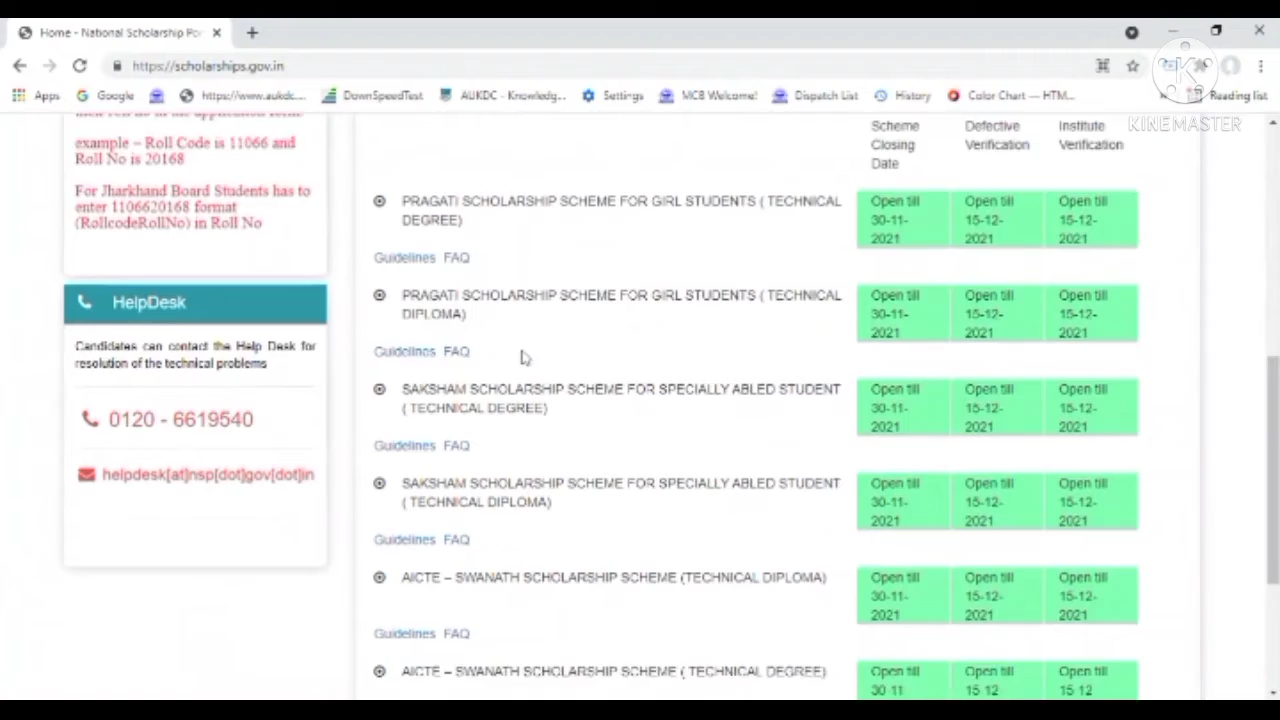 Home - National Scholarship Por
https://scholarships.gov.in
Apps
Google
https://www.aukdc...
DownSpeedTest
AUKDC - Knowledg...
Settings
MCB Welcome!
Dispatch List
History
Color Chart — HTM...
»
Reading list
KINEMASTER
example – Roll Code is 11066 and
Roll No is 20168
For Jharkhand Board Students has to
enter 1106620168 format
(RollcodeRollNo) in Roll No
HelpDesk
Candidates can contact the Help Desk for
resolution of the technical problems
0120 - 6619540
helpdesk[at]nsp[dot]gov[dot]in
Scheme
Closing
Date
Defective
Verification
Institute
Verification
PRAGATI SCHOLARSHIP SCHEME FOR GIRL STUDENTS ( TECHNICAL
DEGREE)
Open till
30-11-
2021
Open till
15-12-
2021
Open till
15-12-
2021
Guidelines FAQ
PRAGATI SCHOLARSHIP SCHEME FOR GIRL STUDENTS ( TECHNICAL
DIPLOMA)
Open till
30-11-
2021
Open till
15-12-
2021
Open till
15-12-
2021
Guidelines FAQ
SAKSHAM SCHOLARSHIP SCHEME FOR SPECIALLY ABLED STUDENT
( TECHNICAL DEGREE)
Open till
30-11-
2021
Open till
15-12-
2021
Open till
15-12-
2021
Guidelines FAQ
SAKSHAM SCHOLARSHIP SCHEME FOR SPECIALLY ABLED STUDENT
( TECHNICAL DIPLOMA)
Open till
30-11-
2021
Open till
15-12-
2021
Open till
15-12-
2021
Guidelines FAQ
AICTE – SWANATH SCHOLARSHIP SCHEME (TECHNICAL DIPLOMA)
Open till
30-11-
2021
Open till
15-12-
2021
Open till
15-12-
2021
Guidelines FAQ
AICTE – SWANATH SCHOLARSHIP SCHEME ( TECHNICAL DEGREE)
Open till
30-11
Open till
15-12
Open till
15-12